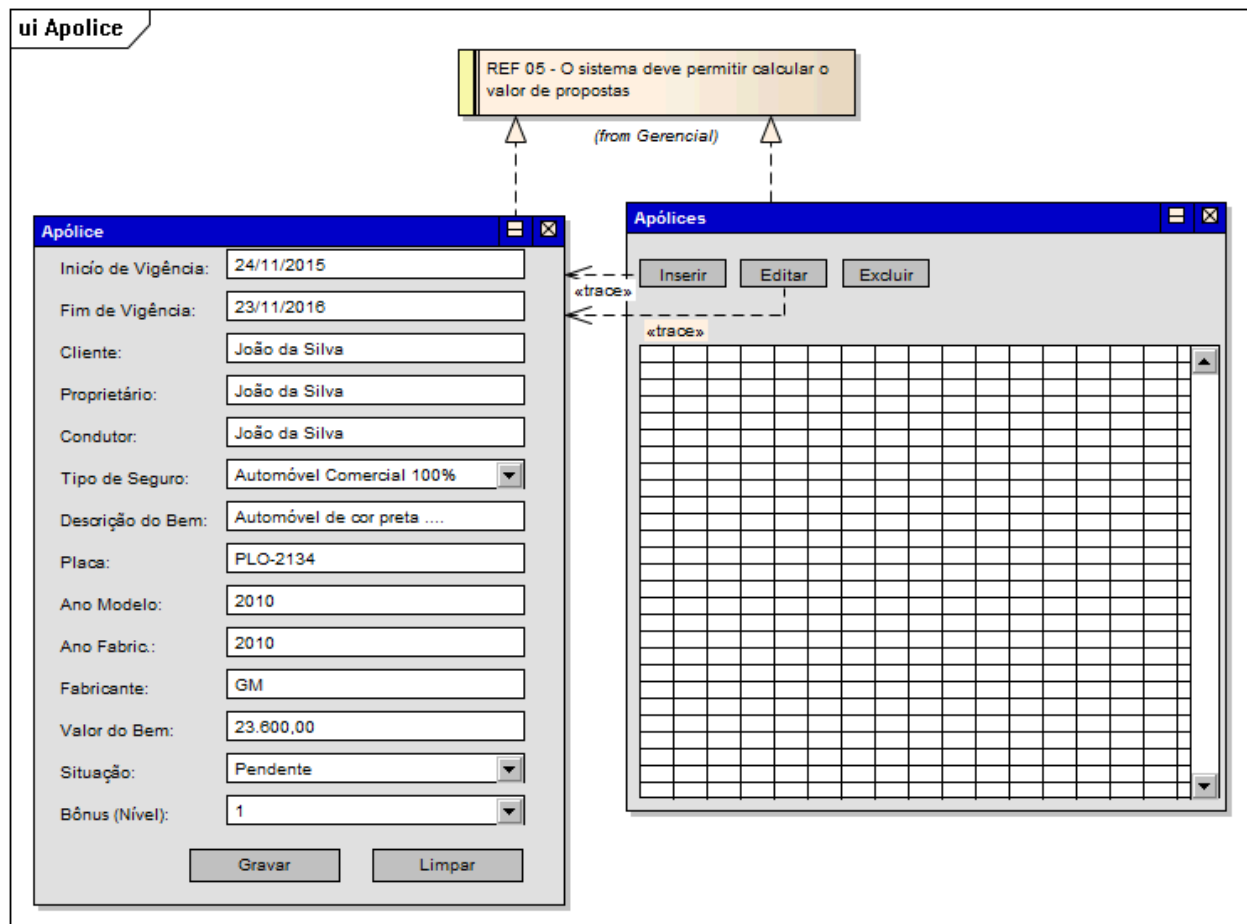 ui Apolice
REF 05 - O sistema deve permitir calcular o
valor de propostas
(from Gerencial)
Apólice
Inicío de Vigência: 24/11/2015
Fim de Vigência: 23/11/2016
Cliente: João da Silva
Proprietário: João da Silva
Condutor: João da Silva
Tipo de Seguro: Automóvel Comercial 100%
Descrição do Bem: Automóvel de cor preta ....
Placa: PLO-2134
Ano Modelo: 2010
Ano Fabric.: 2010
Fabricante: GM
Valor do Bem: 23.600,00
Situação: Pendente
Bônus (Nível): 1
Gravar Limpar
Apólices
Inserir Editar Excluir
«trace»
«trace»